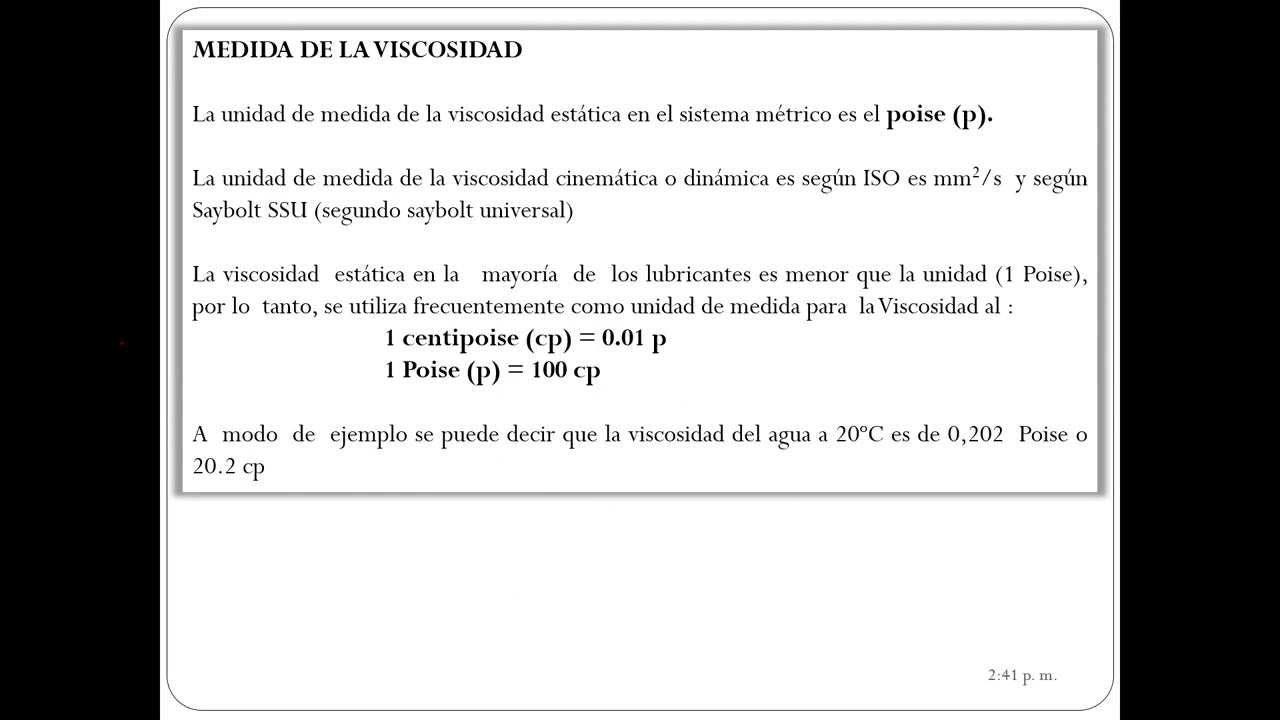 MEDIDA DE LA VISCOSIDAD
La unidad de medida de la viscosidad estática en el sistema métrico es el poise (p).
La unidad de medida de la viscosidad cinemática o dinámica es según ISO es mm²/s y según
Saybolt SSU (segundo saybolt universal)
La viscosidad estática en la mayoría de los lubricantes es menor que la unidad (1 Poise),
por lo tanto, se utiliza frecuentemente como unidad de medida para la Viscosidad al :
1 centipoise (cp) = 0.01 p
1 Poise (p) = 100 cp
A modo de ejemplo se puede decir que la viscosidad del agua a 20ºC es de 0,202 Poise o
20.2 cp
2:41 p. m.